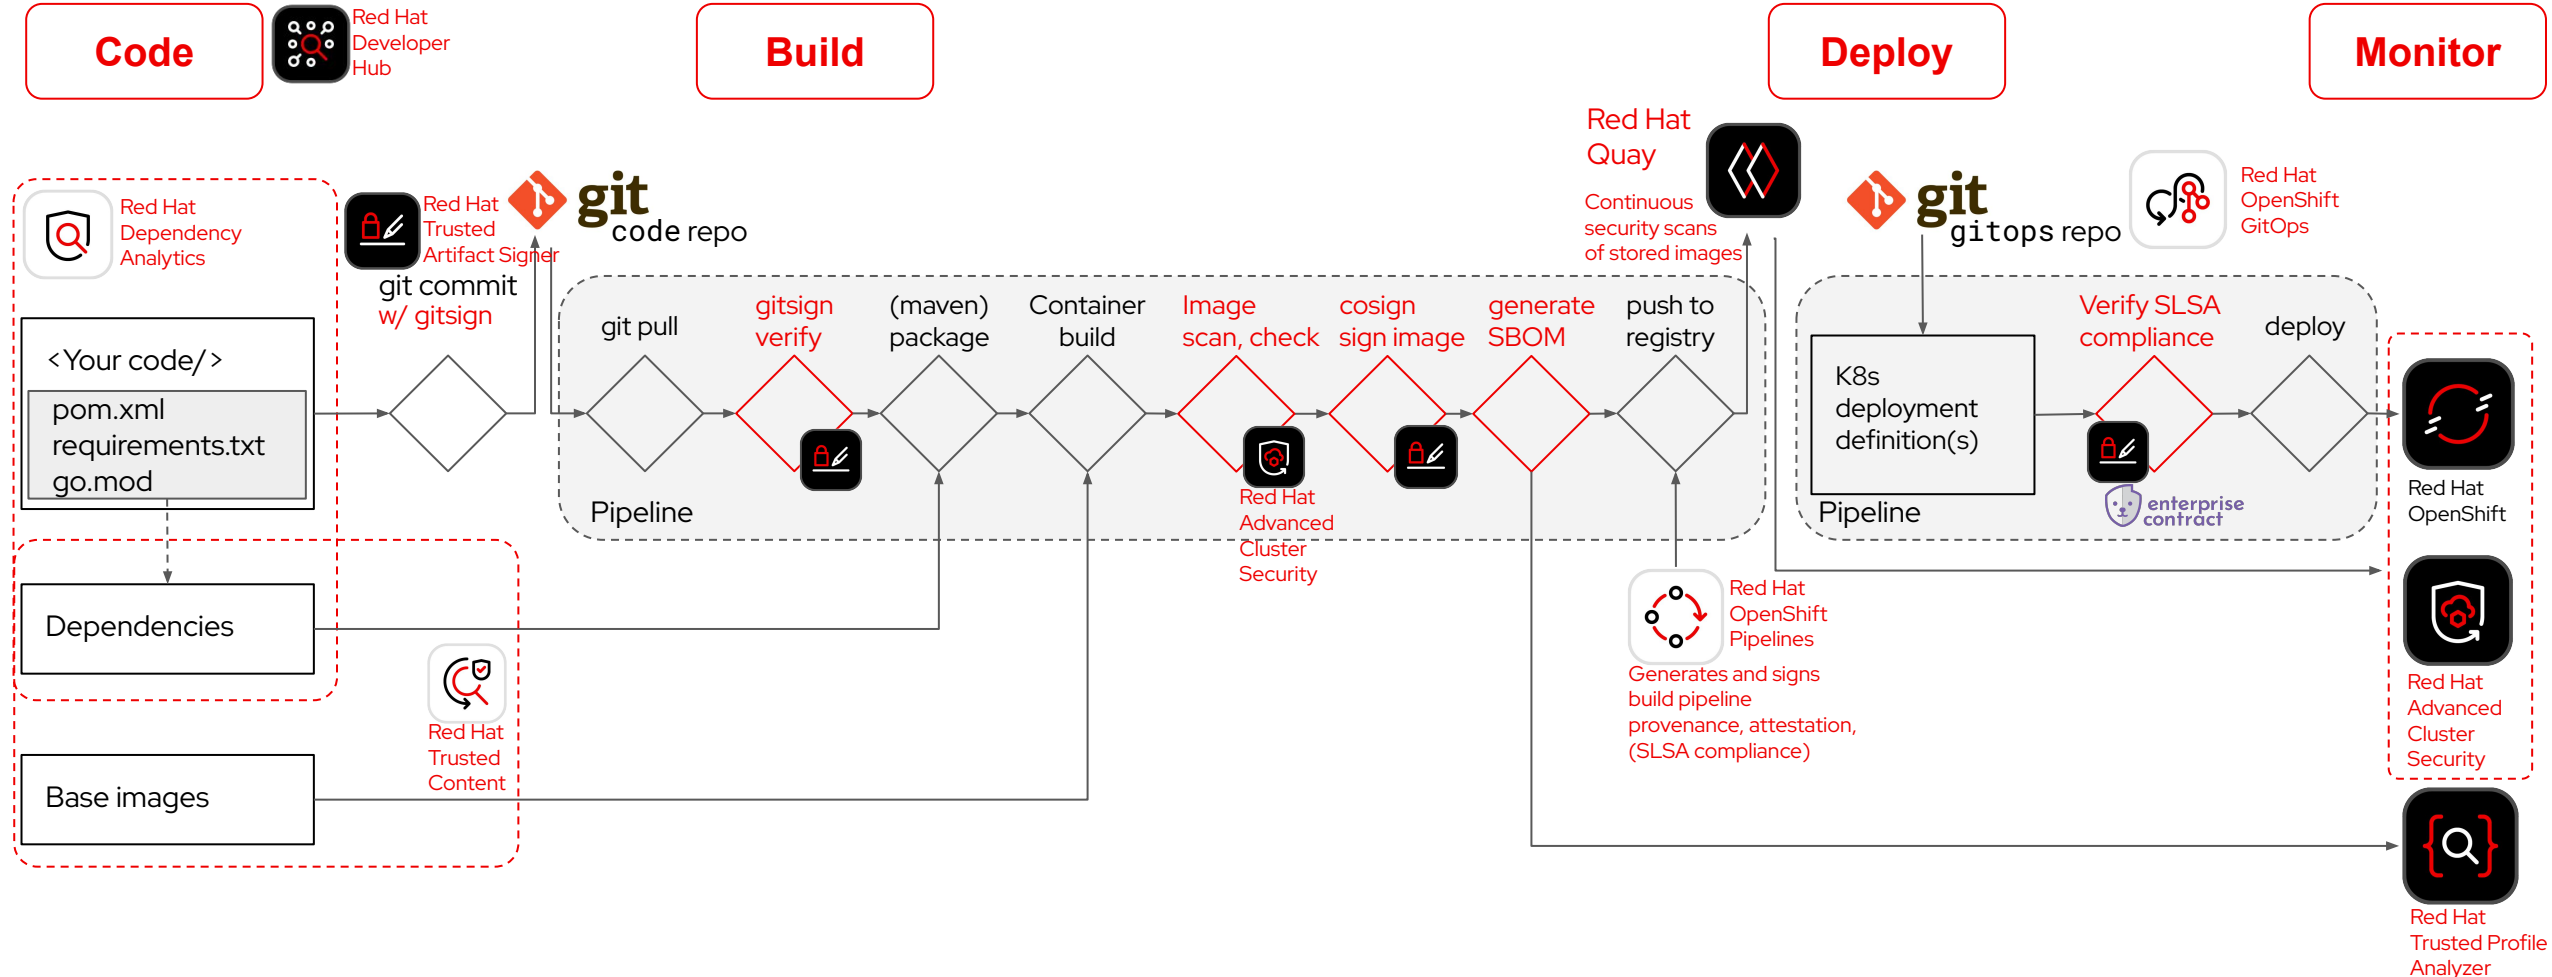 Code
Red Hat
Developer
Hub
Build
Deploy
Monitor
Red Hat
Dependency
Analytics
Red Hat
Trusted
Artifact Signer
git
code repo
git commit
w/ gitsign
Red Hat
Quay
Continuous
security scans
of stored images
git
gitops repo
Red Hat
OpenShift
GitOps
<Your code/>
pom.xml
requirements.txt
go.mod
git pull
gitsign
verify
(maven)
package
Container
build
Image
scan, check
cosign
sign image
generate
SBOM
push to
registry
Pipeline
Red Hat
Advanced
Cluster
Security
K8s
deployment
definition(s)
Verify SLSA
compliance
deploy
Pipeline
enterprise
contract
Red Hat
OpenShift
Dependencies
Red Hat
Trusted
Content
Base images
Red Hat
OpenShift
Pipelines
Generates and signs
build pipeline
provenance, attestation,
(SLSA compliance)
Red Hat
Advanced
Cluster
Security
Red Hat
Trusted Profile
Analyzer